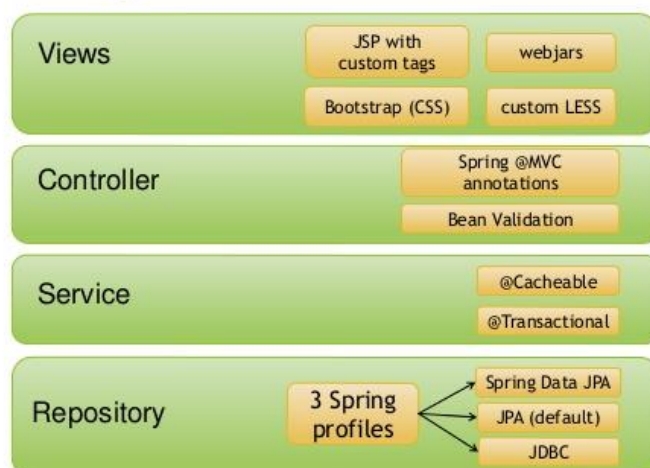 Views
JSP with
custom tags
webjars
Bootstrap (CSS)
custom LESS
Controller
Spring @MVC
annotations
Bean Validation
Service
@Cacheable
@Transactional
Repository
3 Spring
profiles
Spring Data JPA
JPA (default)
JDBC